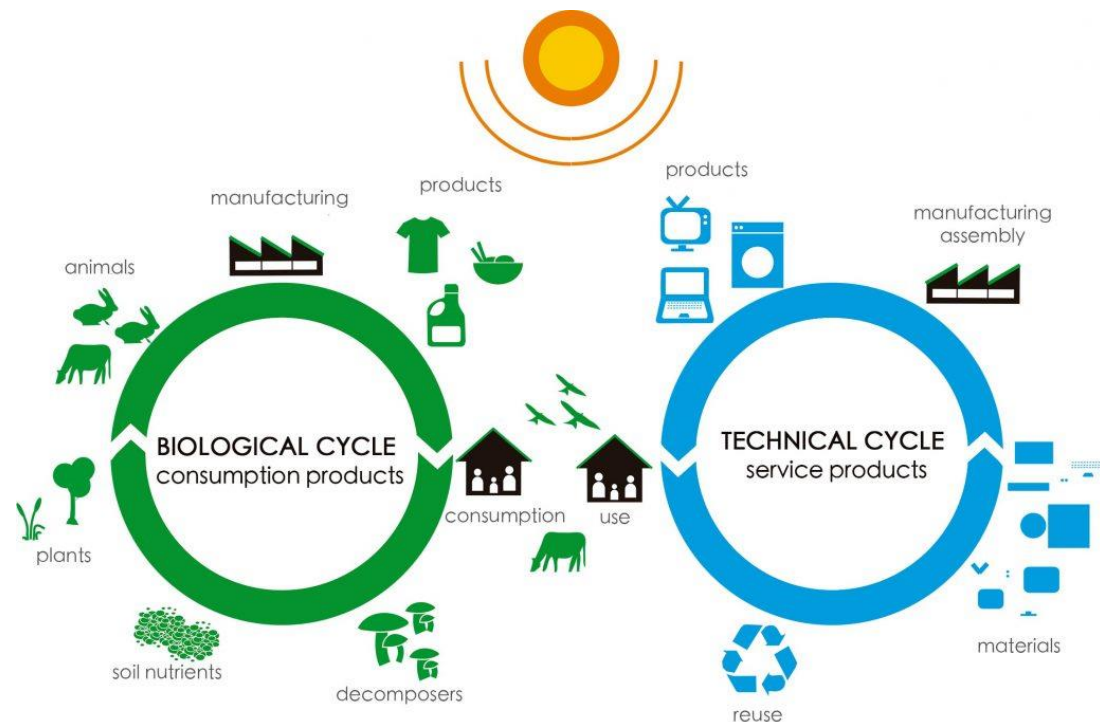 products
products
manufacturing
manufacturing
assembly
animals
BIOLOGICAL CYCLE
consumption products
TECHNICAL CYCLE
service products
consumption
use
plants
soil nutrients
decomposers
materials
reuse